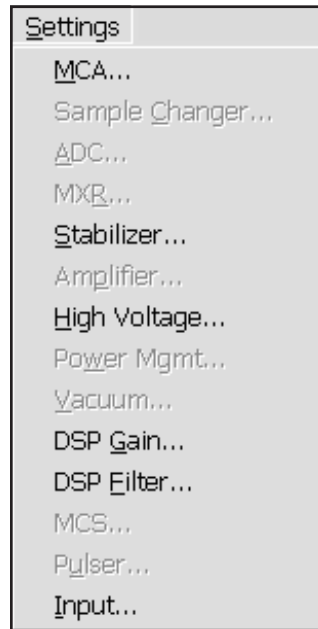 Settings
MCA...
Sample Changer...
ADC...
MXR...
Stabilizer...
Amplifier...
High Voltage...
Power Mgmt...
Vacuum...
DSP Gain...
DSP Filter...
MCS...
Pulser...
Input...